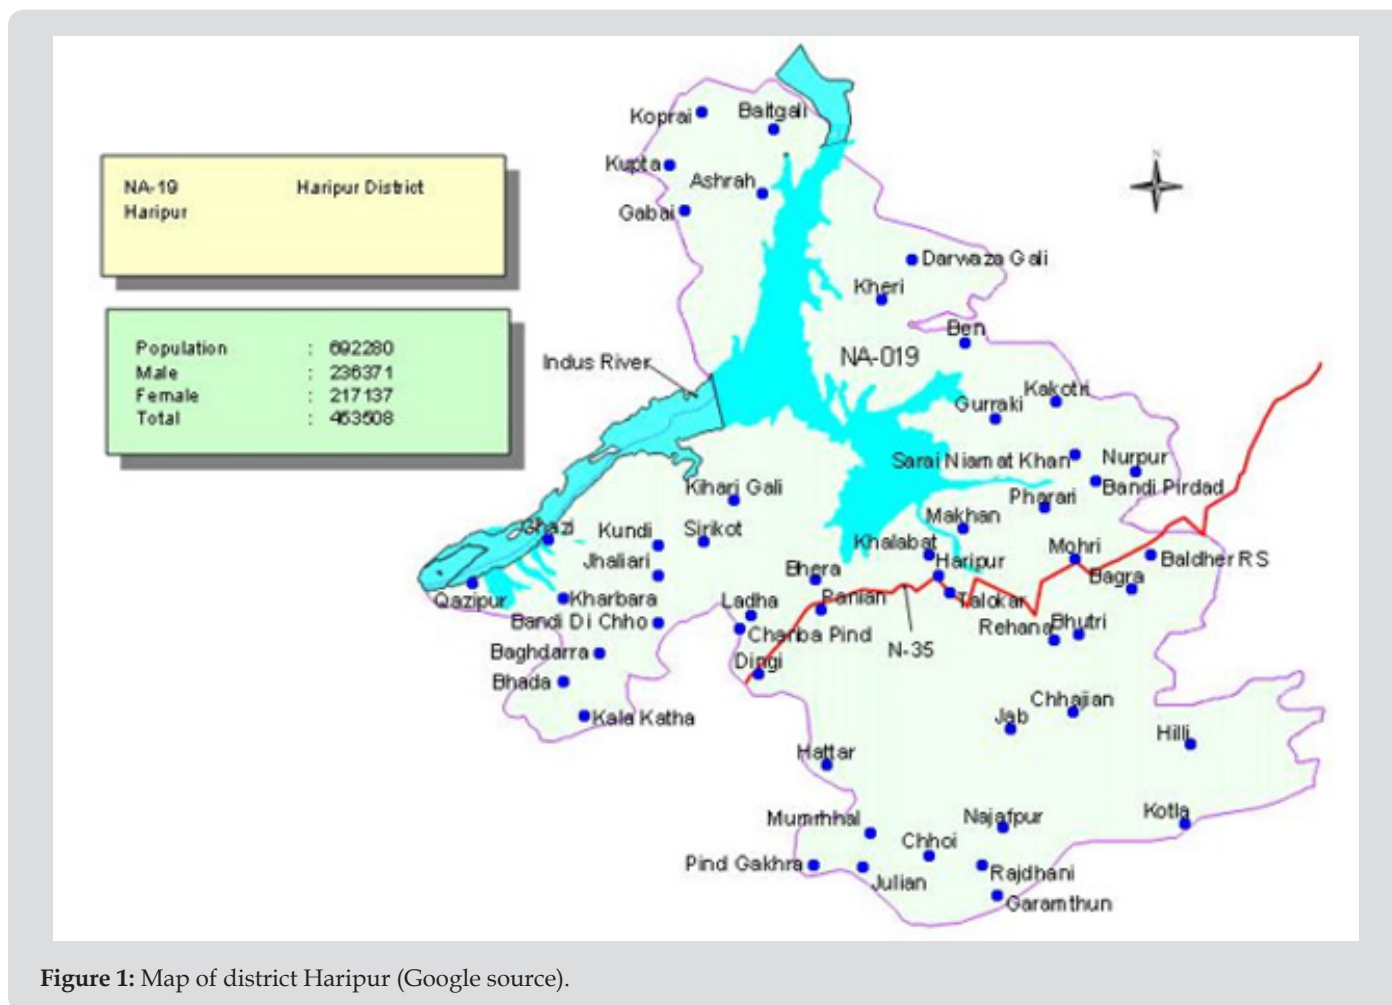 Koprai
Baitgali
N
Kupta
Ashrah
Gabai
NA-19 Haripur District
Haripur
Darwaza Gali
Kheri
Ben
Population : 692280
Male : 236371
Female : 217137
Total : 453508
Indus River
NA-019
Kakotri
Gurraki
Sarai Niamat Khan
Nurpur
Kihari Gali
Bandi Pirdad
Pharari
Makhan
Ghazi
Kundi
Sirikot
Khalabat
Mohri
Baldher RS
Jhaliari
Bhera
Haripur
Bagra
Qazipur
Kharbara
Ladha
Panian
Talokar
Bandi Di Chho
Chanba Pind
Rehana
Bhutri
Baghdarra
N-35
Dingi
Bhada
Kala Katha
Chhajian
Jab
Hilli
Hattar
Mumrhhal
Najafpur
Kotla
Chhoi
Pind Gakhra
Julian
Rajdhani
Garamthun
Figure 1: Map of district Haripur (Google source).